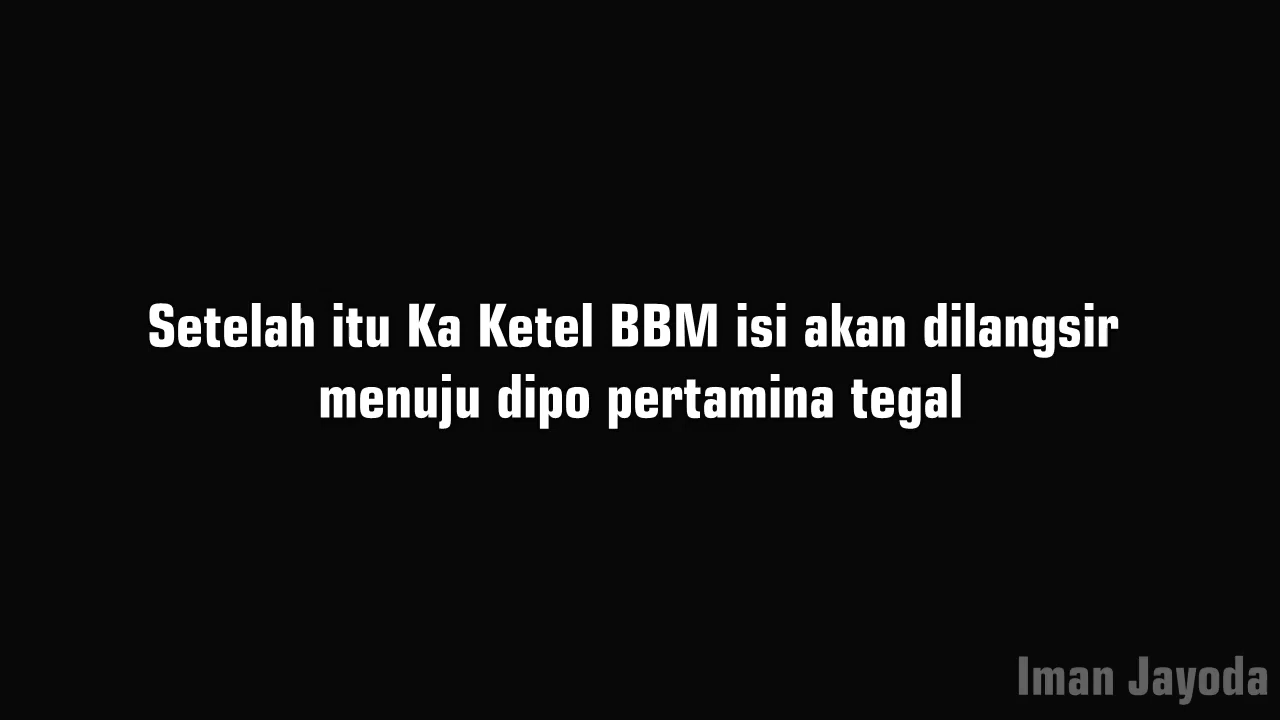 Setelah itu Ka Ketel BBM isi akan dilangsir
menuju dipo pertamina tegal
Iman Jayoda